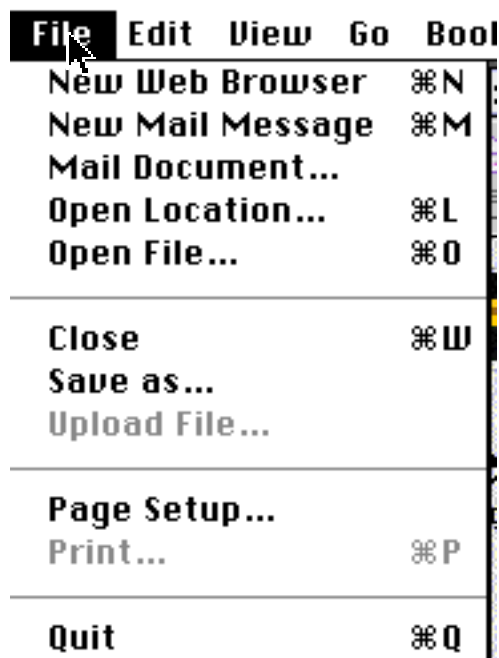 File Edit View Go Boo
New Web Browser ⌘N
New Mail Message ⌘M
Mail Document...
Open Location... ⌘L
Open File... ⌘O
Close ⌘W
Save as...
Upload File...
Page Setup...
Print... ⌘P
Quit ⌘Q